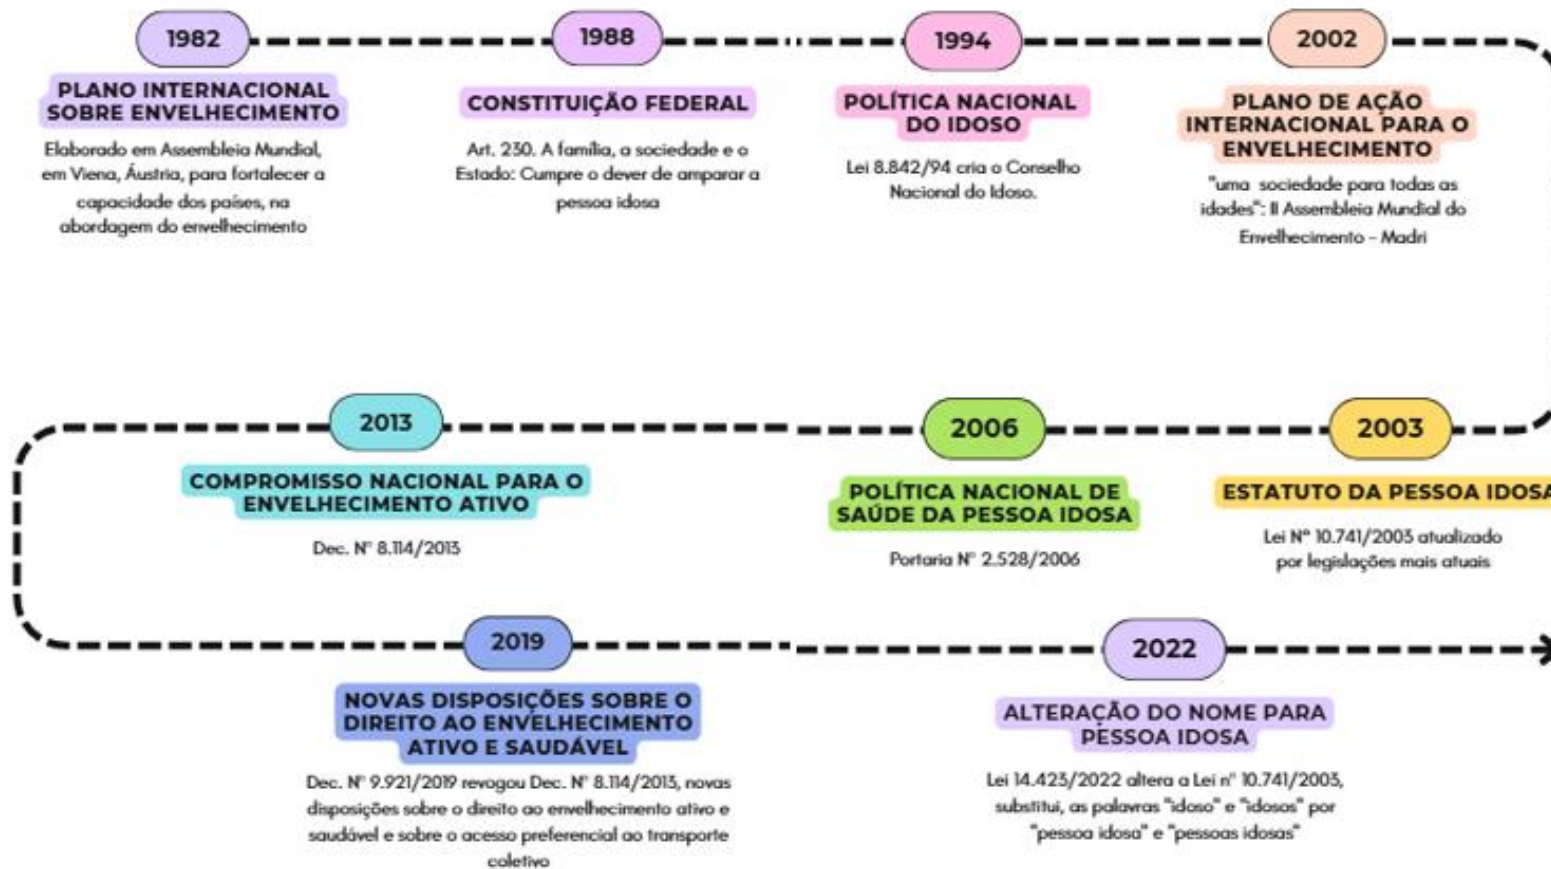 1982
PLANO INTERNACIONAL
SOBRE ENVELHECIMENTO
Elaborado em Assembleia Mundial,
em Viena, Áustria, para fortalecer a
capacidade dos países, na
abordagem do envelhecimento
1988
CONSTITUIÇÃO FEDERAL
Art. 230. A família, a sociedade e o
Estado: Cumpre o dever de amparar a
pessoa idosa
1994
POLÍTICA NACIONAL
DO IDOSO
Lei 8.842/94 cria o Conselho
Nacional do Idoso.
2002
PLANO DE AÇÃO
INTERNACIONAL PARA O
ENVELHECIMENTO
"uma sociedade para todas as
idades": II Assembleia Mundial do
Envelhecimento – Madri
2003
ESTATUTO DA PESSOA IDOSA
Lei Nº 10.741/2003 atualizado
por legislações mais atuais
2006
POLÍTICA NACIONAL DE
SAÚDE DA PESSOA IDOSA
Portaria N° 2.528/2006
2013
COMPROMISSO NACIONAL PARA O
ENVELHECIMENTO ATIVO
Dec. N° 8.114/2013
2019
NOVAS DISPOSIÇÕES SOBRE O
DIREITO AO ENVELHECIMENTO
ATIVO E SAUDÁVEL
Dec. N° 9.921/2019 revogou Dec. N° 8.114/2013, novas
disposições sobre o direito ao envelhecimento ativo e
saudável e sobre o acesso preferencial ao transporte
coletivo
2022
ALTERAÇÃO DO NOME PARA
PESSOA IDOSA
Lei 14.423/2022 altera a Lei n° 10.741/2003,
substitui, as palavras "idoso" e "idosos" por
"pessoa idosa" e "pessoas idosas"